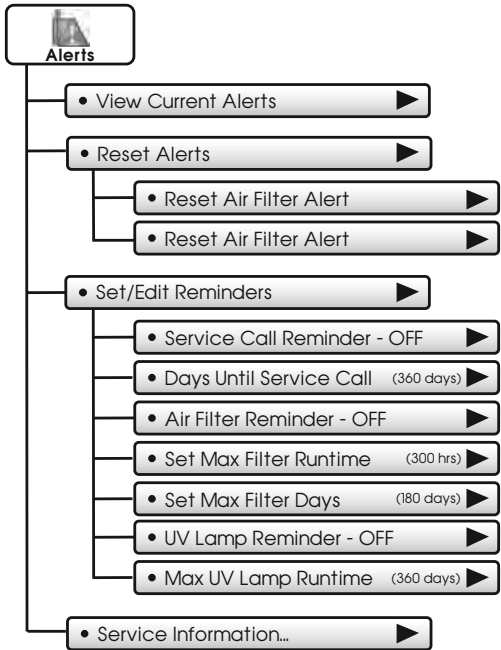 Alerts
• View Current Alerts
• Reset Alerts
• Reset Air Filter Alert
• Reset Air Filter Alert
• Set/Edit Reminders
• Service Call Reminder - OFF
• Days Until Service Call (360 days)
• Air Filter Reminder - OFF
• Set Max Filter Runtime (300 hrs)
• Set Max Filter Days (180 days)
• UV Lamp Reminder - OFF
• Max UV Lamp Runtime (360 days)
• Service Information...